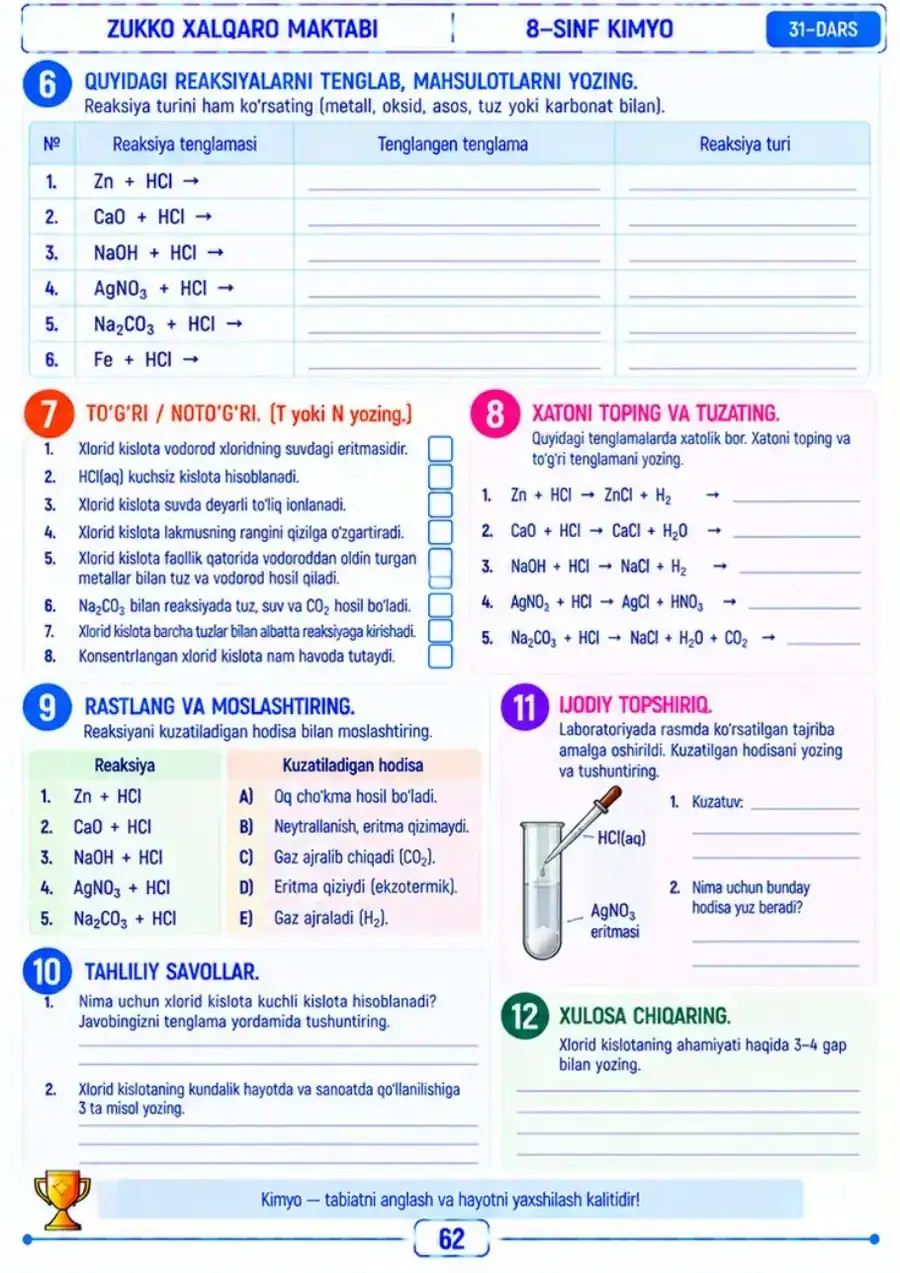 ZUKKO XALQARO MAKTABI
8–SINF KIMYO
31–DARS
6 QUYIDAGI REAKSIYALARNI TENGLAB, MAHSULOTLARNI YOZING.
Reaksiya turini ham ko‘rsating (metall, oksid, asos, tuz yoki karbonat bilan).
№ Reaksiya tenglamasi Tenglangen tenglama Reaksiya turi
1. Zn + HCl →
2. CaO + HCl →
3. NaOH + HCl →
4. AgNO₃ + HCl →
5. Na₂CO₃ + HCl →
6. Fe + HCl →
7 TO‘G‘RI / NOTO‘G‘RI. (T yoki N yozing.)
1. Xlorid kislota vodorod xloridning suvdagi eritmasidir.
2. HCl(aq) kuchsiz kislota hisoblanadi.
3. Xlorid kislota suvda deyarli to‘liq ionlanadi.
4. Xlorid kislota lakmusning rangini qizilga o‘zgartiradi.
5. Xlorid kislota faollik qatorida vodoroddan oldin turgan
metallar bilan tuz va vodorod hosil qiladi.
6. Na₂CO₃ bilan reaksiyada tuz, suv va CO₂ hosil bo‘ladi.
7. Xlorid kislota barcha tuzlar bilan albatta reaksiyaga kirishadi.
8. Konsentrlangan xlorid kislota nam havoda tutaydi.
8 XATONI TOPING VA TUZATING.
Quyidagi tenglamalarda xatolik bor. Xatoni toping va
to‘g‘ri tenglamani yozing.
1. Zn + HCl → ZnCl + H₂ →
2. CaO + HCl → CaCl + H₂O →
3. NaOH + HCl → NaCl + H₂ →
4. AgNO₃ + HCl → AgCl + HNO₃ →
5. Na₂CO₃ + HCl → NaCl + H₂O + CO₂ →
9 RASTLANG VA MOSLASHTIRING.
Reaksiyani kuzatiladigan hodisa bilan moslashtiring.
Reaksiya Kuzatiladigan hodisa
1. Zn + HCl A) Oq cho‘kma hosil bo‘ladi.
2. CaO + HCl B) Neytrallanish, eritma qizimaydi.
3. NaOH + HCl C) Gaz ajralib chiqadi (CO₂).
4. AgNO₃ + HCl D) Eritma qiziydi (ekzotermik).
5. Na₂CO₃ + HCl E) Gaz ajraladi (H₂).
11 IJODIY TOPSHIRIQ.
Laboratoriyada rasmda ko‘rsatilgan tajriba
amalga oshirildi. Kuzatilgan hodisani yozing
va tushuntiring.
HCl(aq)
AgNO₃
eritmasi
1. Kuzatuv:
2. Nima uchun bunday
hodisa yuz beradi?
10 TAHLILIY SAVOLLAR.
1. Nima uchun xlorid kislota kuchli kislota hisoblanadi?
Javobingizni tenglama yordamida tushuntiring.
2. Xlorid kislotaning kundalik hayotda va sanoatda qo‘llanilishiga
3 ta misol yozing.
12 XULOSA CHIQARING.
Xlorid kislotaning ahamiyati haqida 3–4 gap
bilan yozing.
Kimyo — tabiatni anglash va hayotni yaxshilash kalitidir!
62